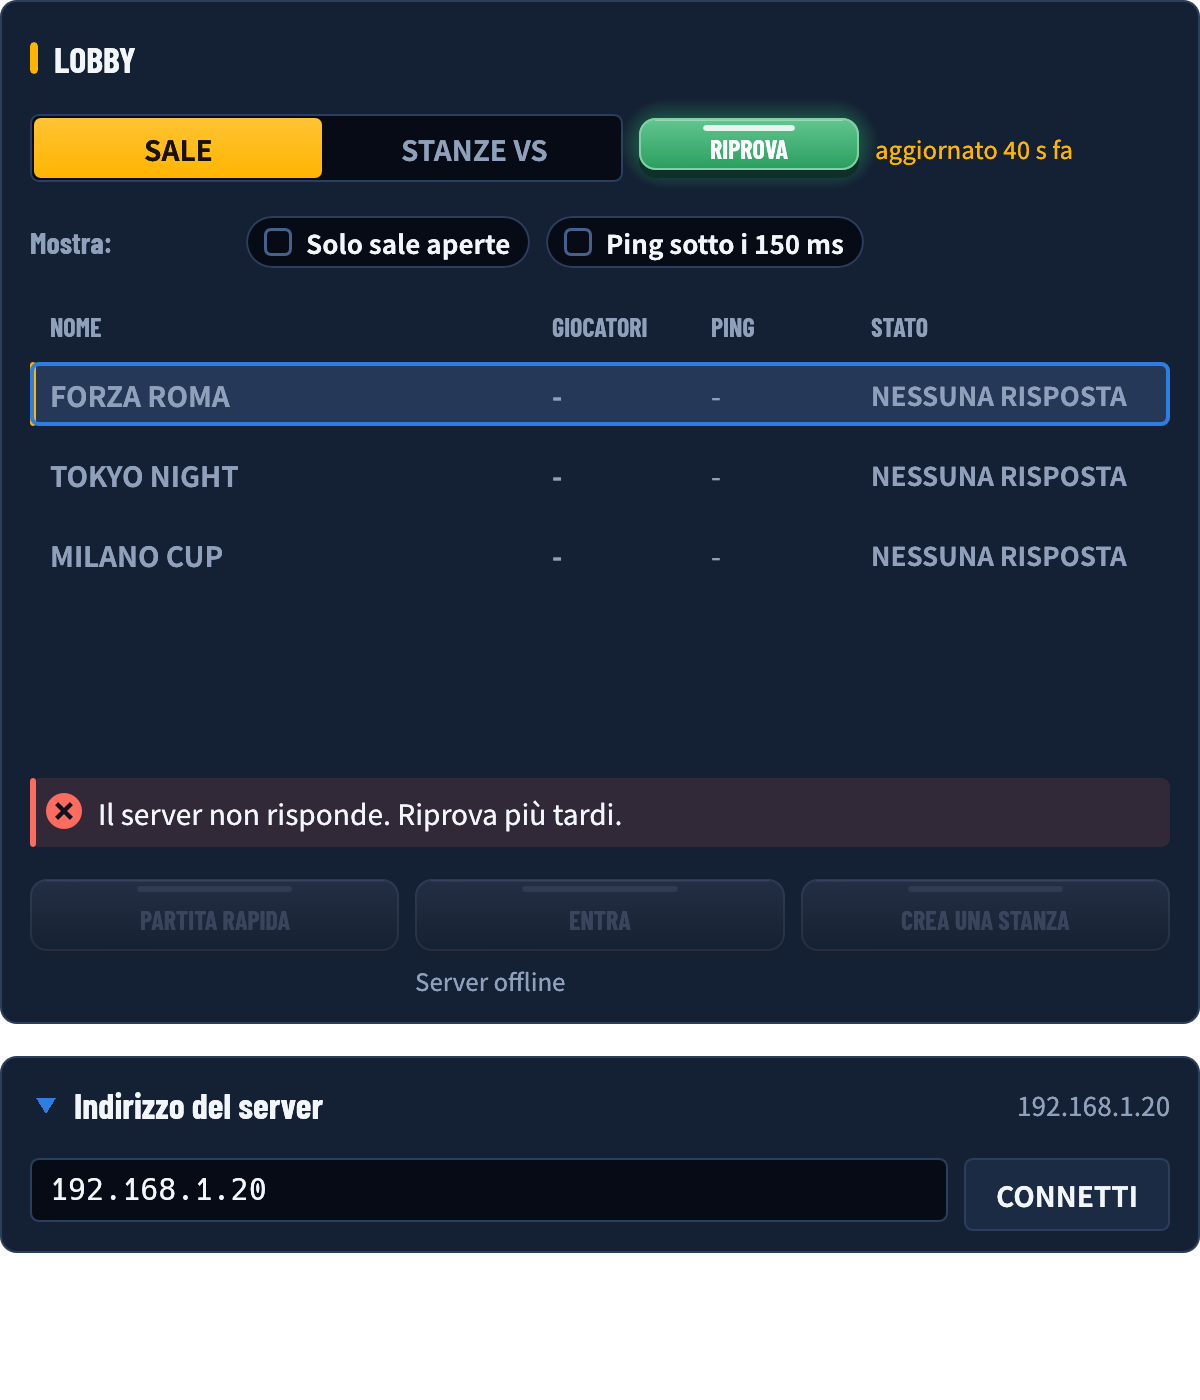 LOBBY
SALE STANZE VS RIPROVA aggiornato 40 s fa
Mostra: Solo sale aperte Ping sotto i 150 ms
NOME GIOCATORI PING STATO
FORZA ROMA - - NESSUNA RISPOSTA
TOKYO NIGHT - - NESSUNA RISPOSTA
MILANO CUP - - NESSUNA RISPOSTA
Il server non risponde. Riprova più tardi.
PARTITA RAPIDA ENTRA CREA UNA STANZA
Server offline
Indirizzo del server 192.168.1.20
192.168.1.20 CONNETTI